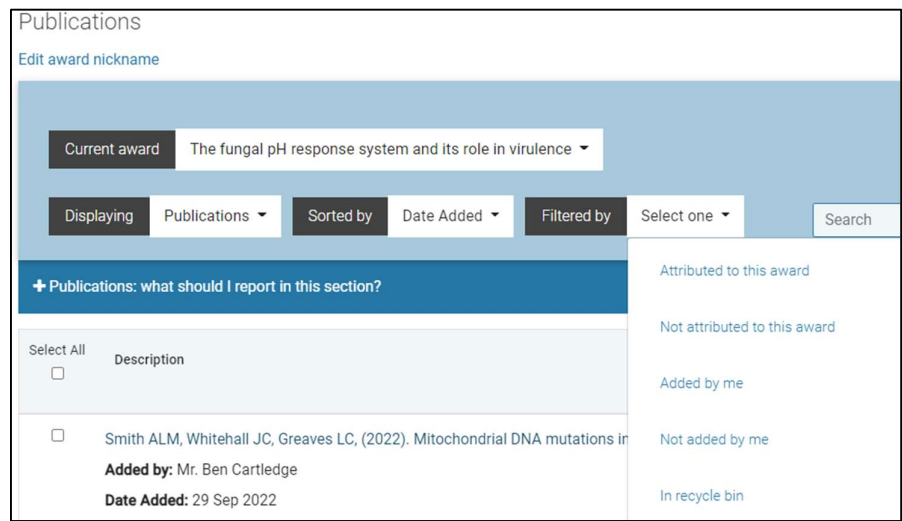 Publications
Edit award nickname
Current award The fungal pH response system and its role in virulence
Displaying Publications Sorted by Date Added Filtered by Select one Search
Attributed to this award
+ Publications: what should I report in this section?
Not attributed to this award
Select All
Description
Added by me
Smith ALM, Whitehall JC, Greaves LC, (2022). Mitochondrial DNA mutations in
Not added by me
Added by: Mr. Ben Cartledge
Date Added: 29 Sep 2022
In recycle bin